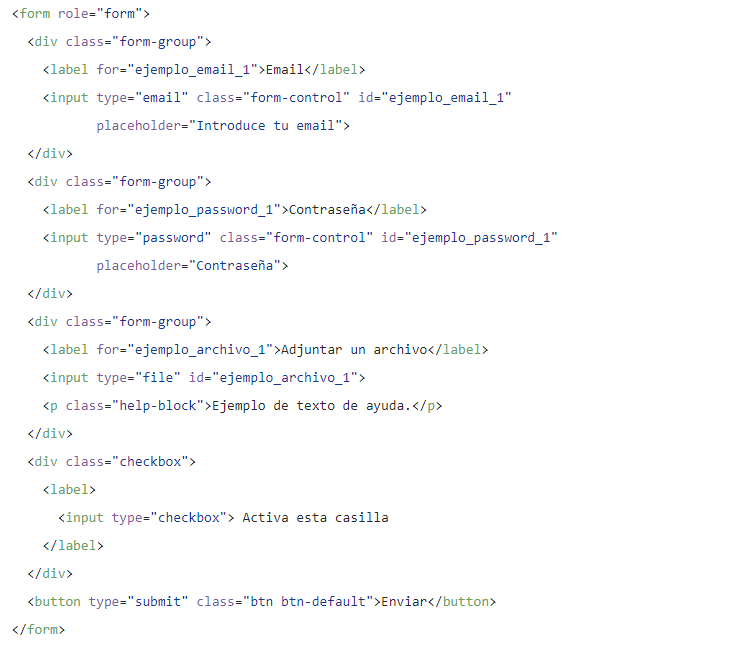 <form role="form">
<div class="form-group">
<label for="ejemplo_email_1">Email</label>
<input type="email" class="form-control" id="ejemplo_email_1"
placeholder="Introduce tu email">
</div>
<div class="form-group">
<label for="ejemplo_password_1">Contraseña</label>
<input type="password" class="form-control" id="ejemplo_password_1"
placeholder="Contraseña">
</div>
<div class="form-group">
<label for="ejemplo_archivo_1">Adjuntar un archivo</label>
<input type="file" id="ejemplo_archivo_1">
<p class="help-block">Ejemplo de texto de ayuda.</p>
</div>
<div class="checkbox">
<label>
<input type="checkbox"> Activa esta casilla
</label>
</div>
<button type="submit" class="btn btn-default">Enviar</button>
</form>